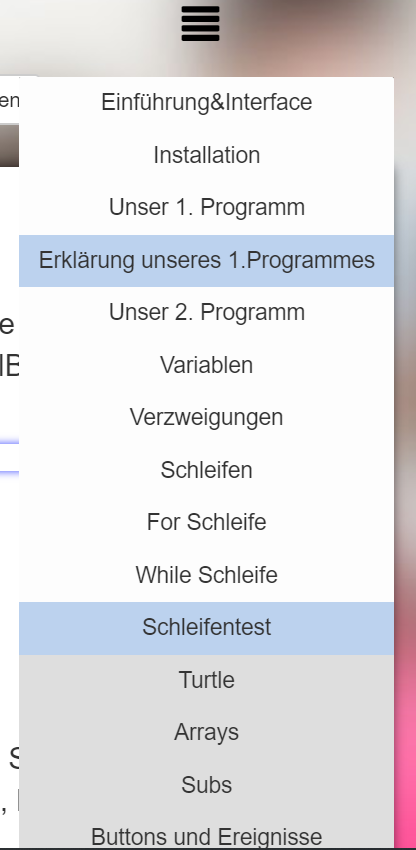 en
Einführung&Interface
Installation
Unser 1. Programm
Erklärung unseres 1.Programmes
e
Unser 2. Programm
Variablen
Verzweigungen
Schleifen
For Schleife
While Schleife
Schleifentest
Turtle
Arrays
S
Subs
,
Buttons und Ereignisse